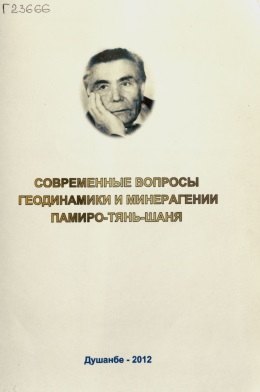 Г23666
СОВРЕМЕННЫЕ ВОПРОСЫ
ГЕОДИНАМИКИ И МИНЕРАГЕНИИ
ПАМИРО-ТЯНЬ-ШАНЯ
Душанбе - 2012